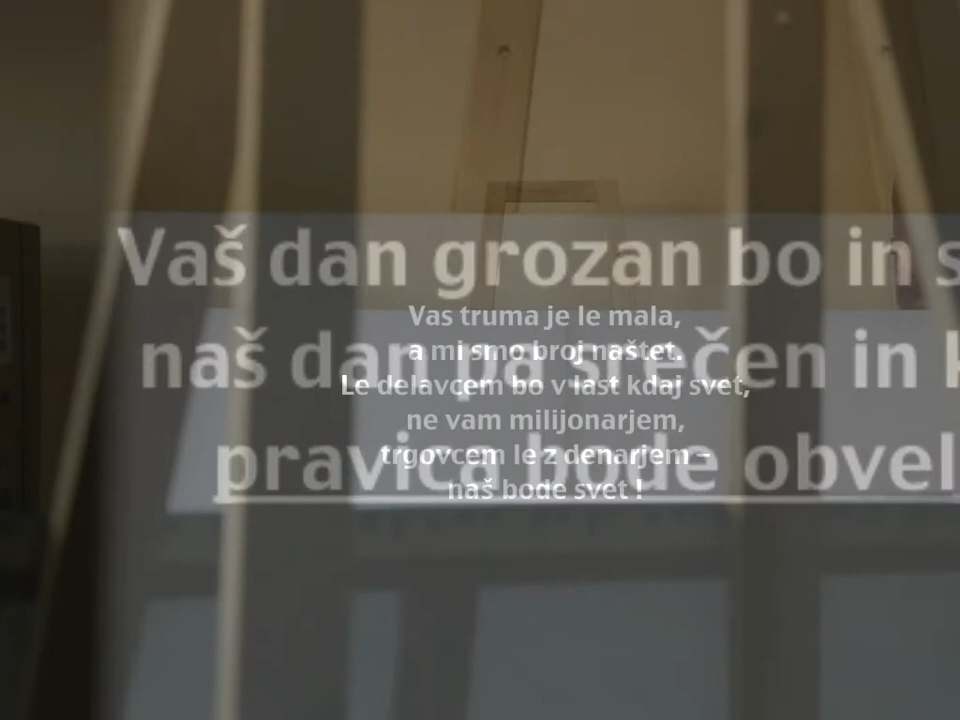 Vaš dan grozan bo in s
naš dan pa srečen in k
pravica bode obvel
Vas truma je le mala,
a mi smo broj naštet.
Le delavcem bo v last kdaj svet,
ne vam milijonarjem,
trgovcem le z denarjem –
naš bode svet !